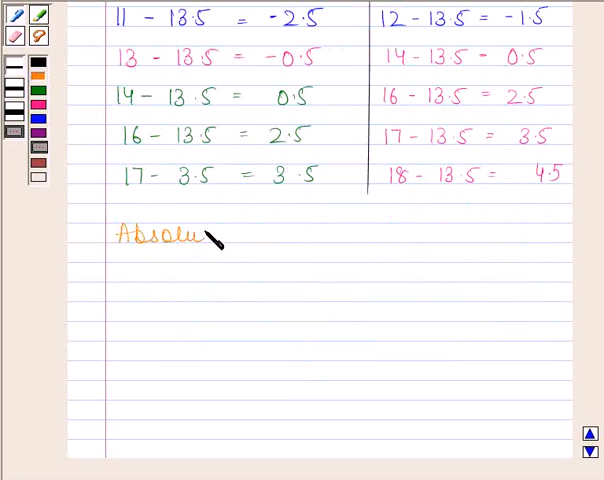 11 - 13.5 = -2.5
13 - 13.5 = -0.5
14 - 13.5 = 0.5
16 - 13.5 = 2.5
17 - 3.5 = 3.5
12 - 13.5 = -1.5
14 - 13.5 = 0.5
16 - 13.5 = 2.5
17 - 13.5 = 3.5
18 - 13.5 = 4.5
Absolu